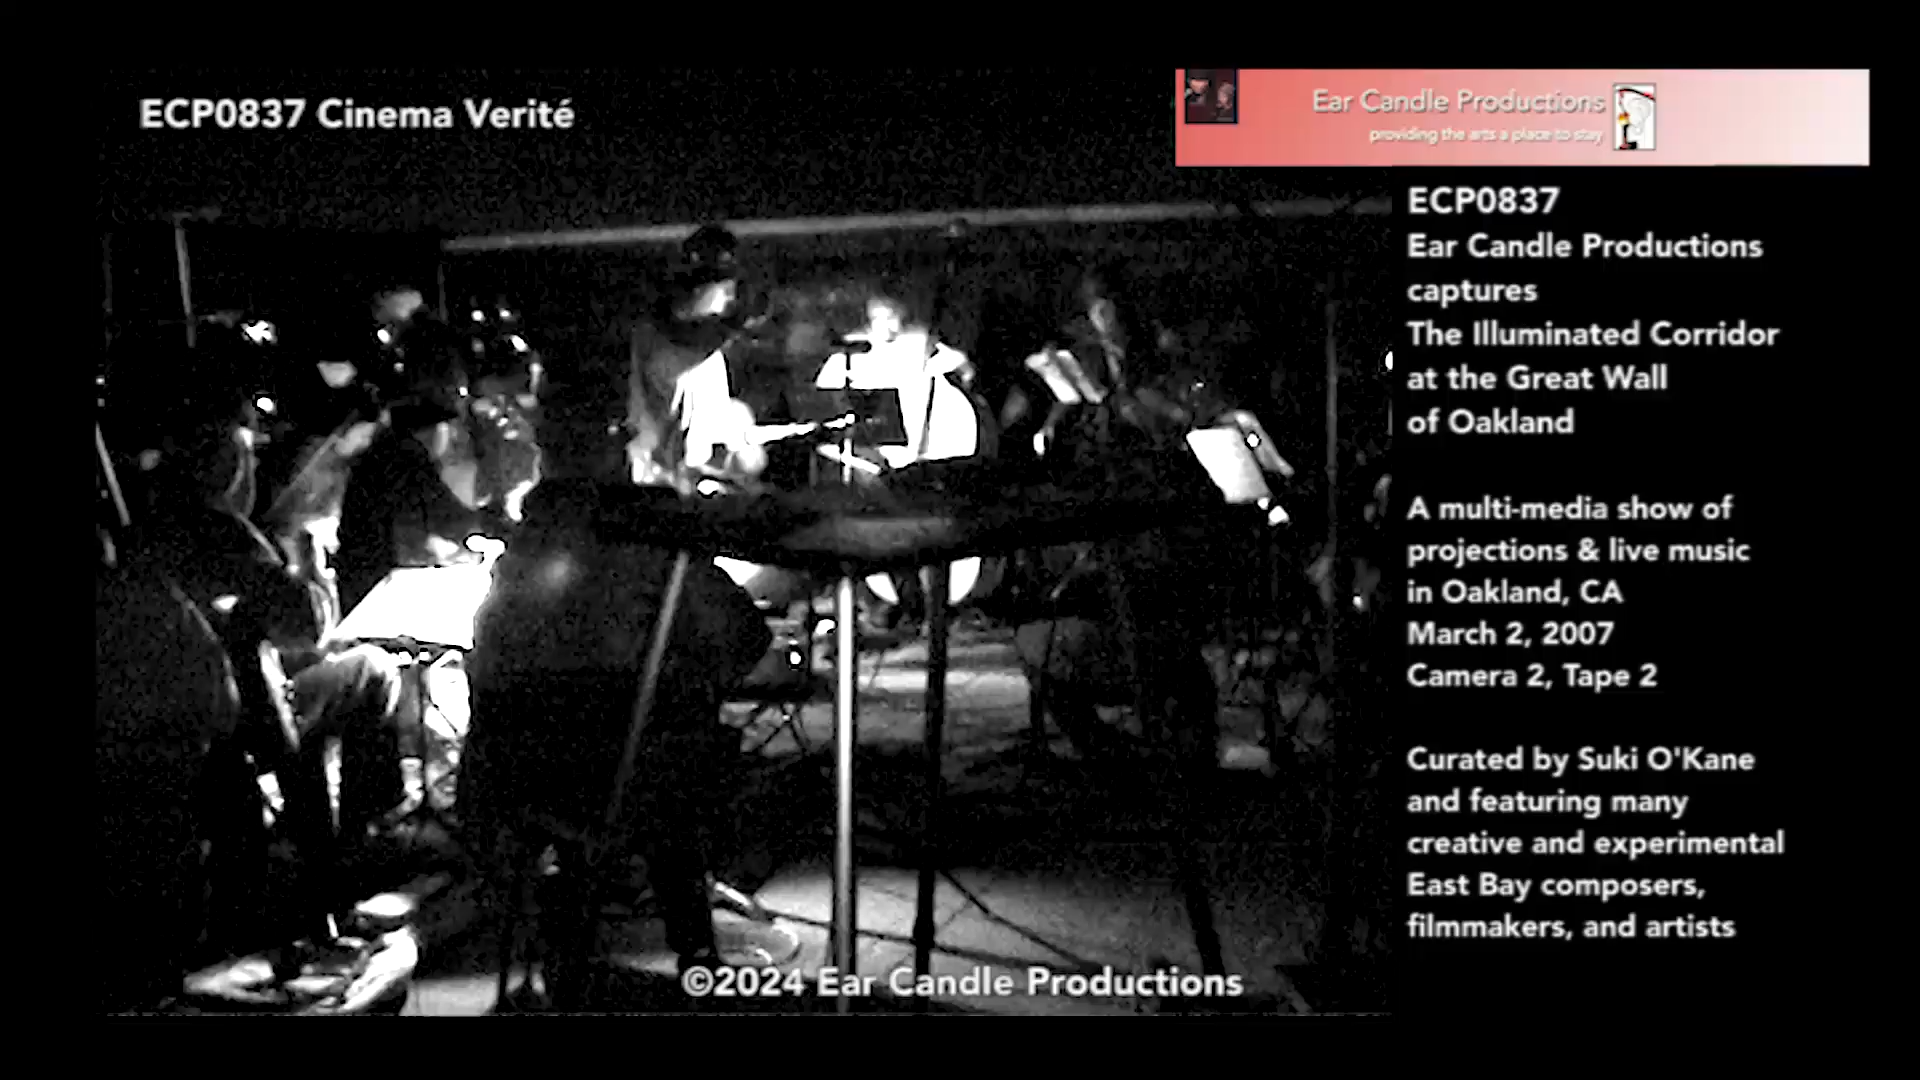 ECP0837 Cinema Verité
Ear Candle Productions
providing the arts a place to stay
ECP0837
Ear Candle Productions
captures
The Illuminated Corridor
at the Great Wall
of Oakland
A multi-media show of
projections & live music
in Oakland, CA
March 2, 2007
Camera 2, Tape 2
Curated by Suki O'Kane
and featuring many
creative and experimental
East Bay composers,
filmmakers, and artists
©2024 Ear Candle Productions